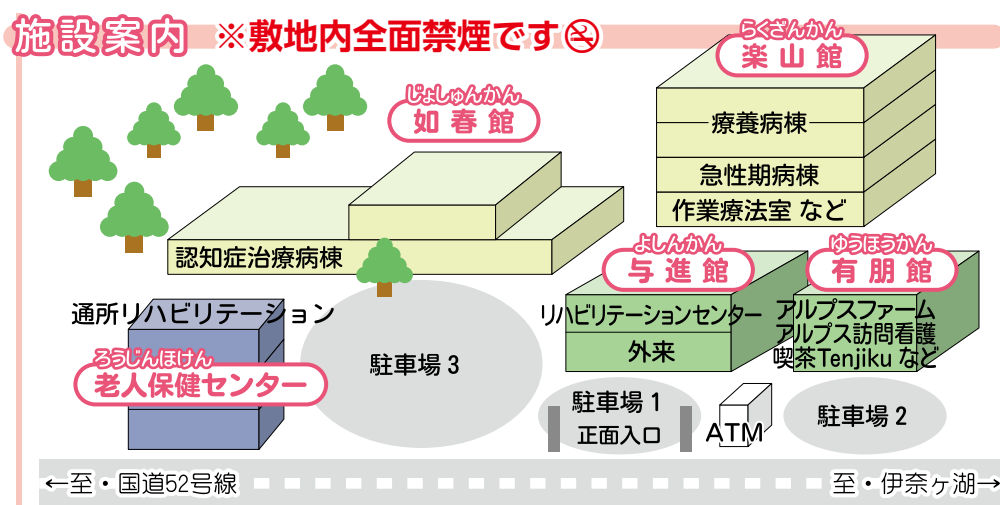 施設案内 ※敷地内全面禁煙です
らくざんかん
楽山館
療養病棟
急性期病棟
作業療法室 など
じょしゅんかん
如春館
認知症治療病棟
よしんかん
与進館
リハビリテーションセンター
外来
ゆうほうかん
有朋館
アルプスファーム
アルプス訪問看護
喫茶Tenjiku など
通所リハビリテーション
ろうじんほけん
老人保健センター
駐車場 3
駐車場 1
正面入口
ATM
駐車場 2
←至・国道52号線
至・伊奈ヶ湖→